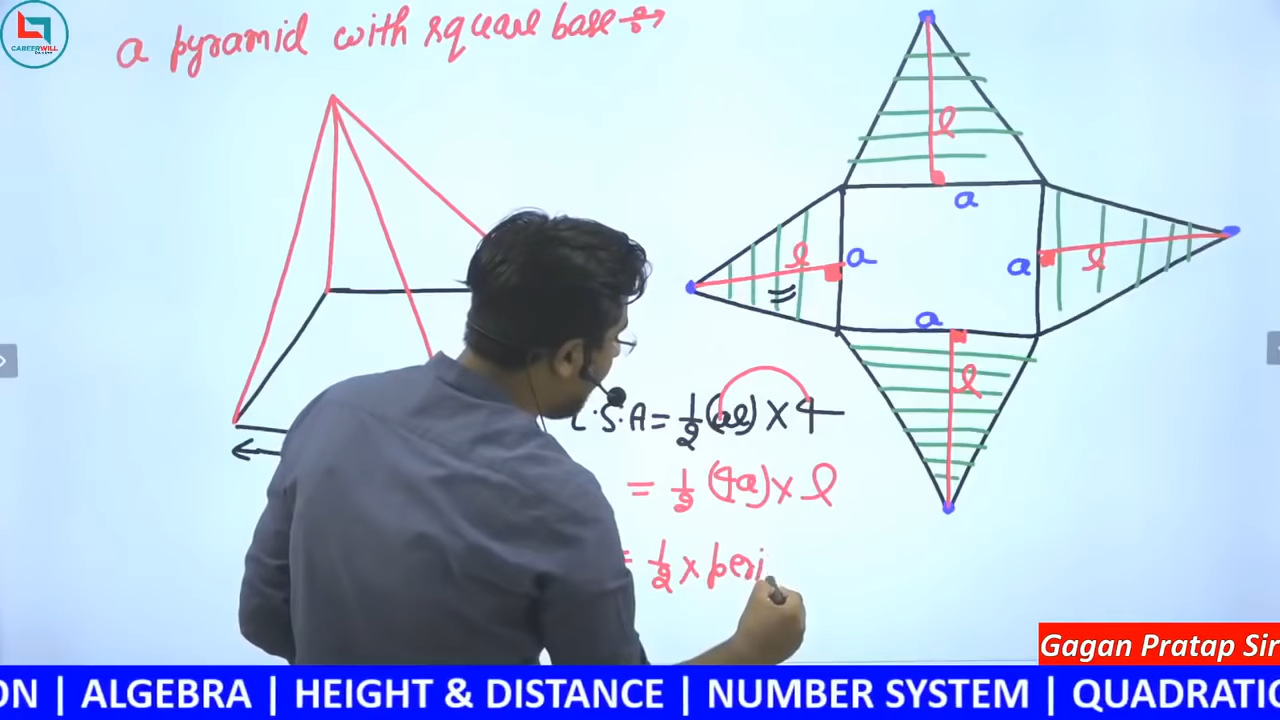 CAREERWILL
a pyramid with square base
l
a
l
a
a
l
a
l
L.S.A = 1/2 (al) × 4
= 1/2 (4a) × l
= 1/2 × peri
Gagan Pratap Sir
ON | ALGEBRA | HEIGHT & DISTANCE | NUMBER SYSTEM | QUADRATIC